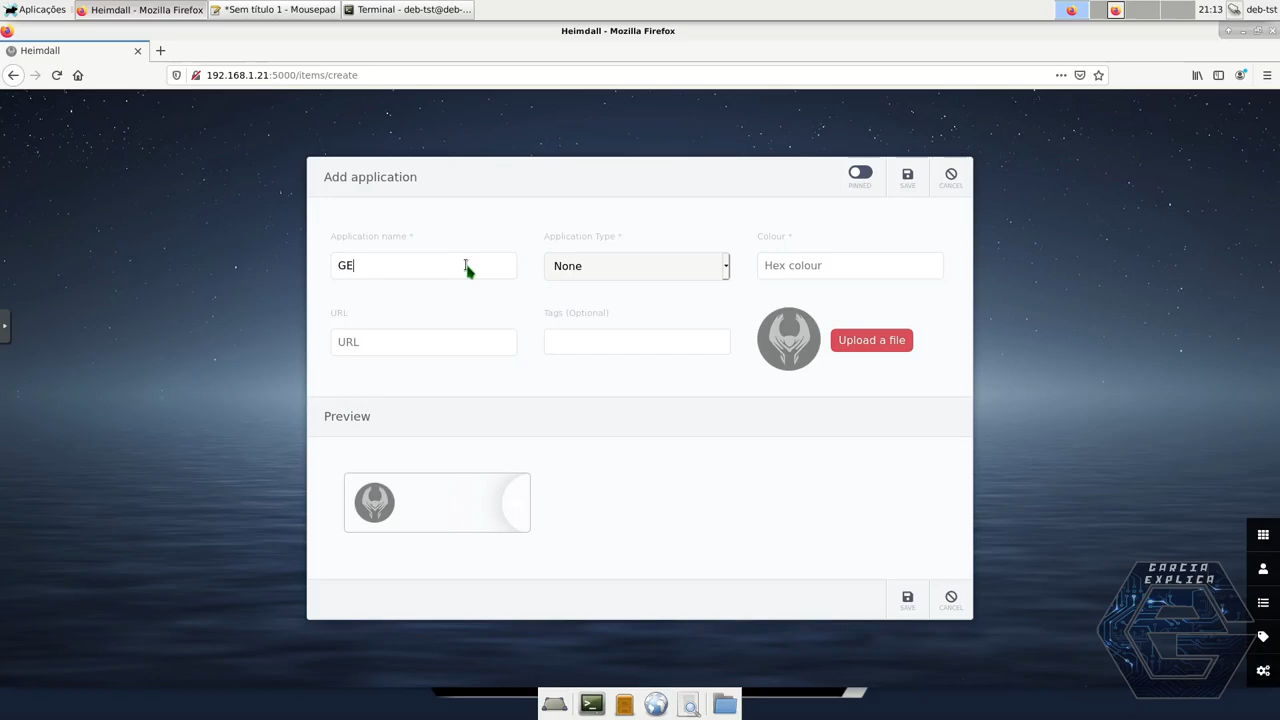 Aplicações
Heimdall - Mozilla Firefox
*Sem título 1 - Mousepad
Terminal - deb-tst@deb-...
21:13
deb-tst
Heimdall - Mozilla Firefox
Heimdall
192.168.1.21:5000/items/create
Add application
PINNED
SAVE
CANCEL
Application name *
Application Type *
Colour *
GE
None
Hex colour
URL
Tags (Optional)
URL
Upload a file
Preview
SAVE
CANCEL
GARCIA
EXPLICA